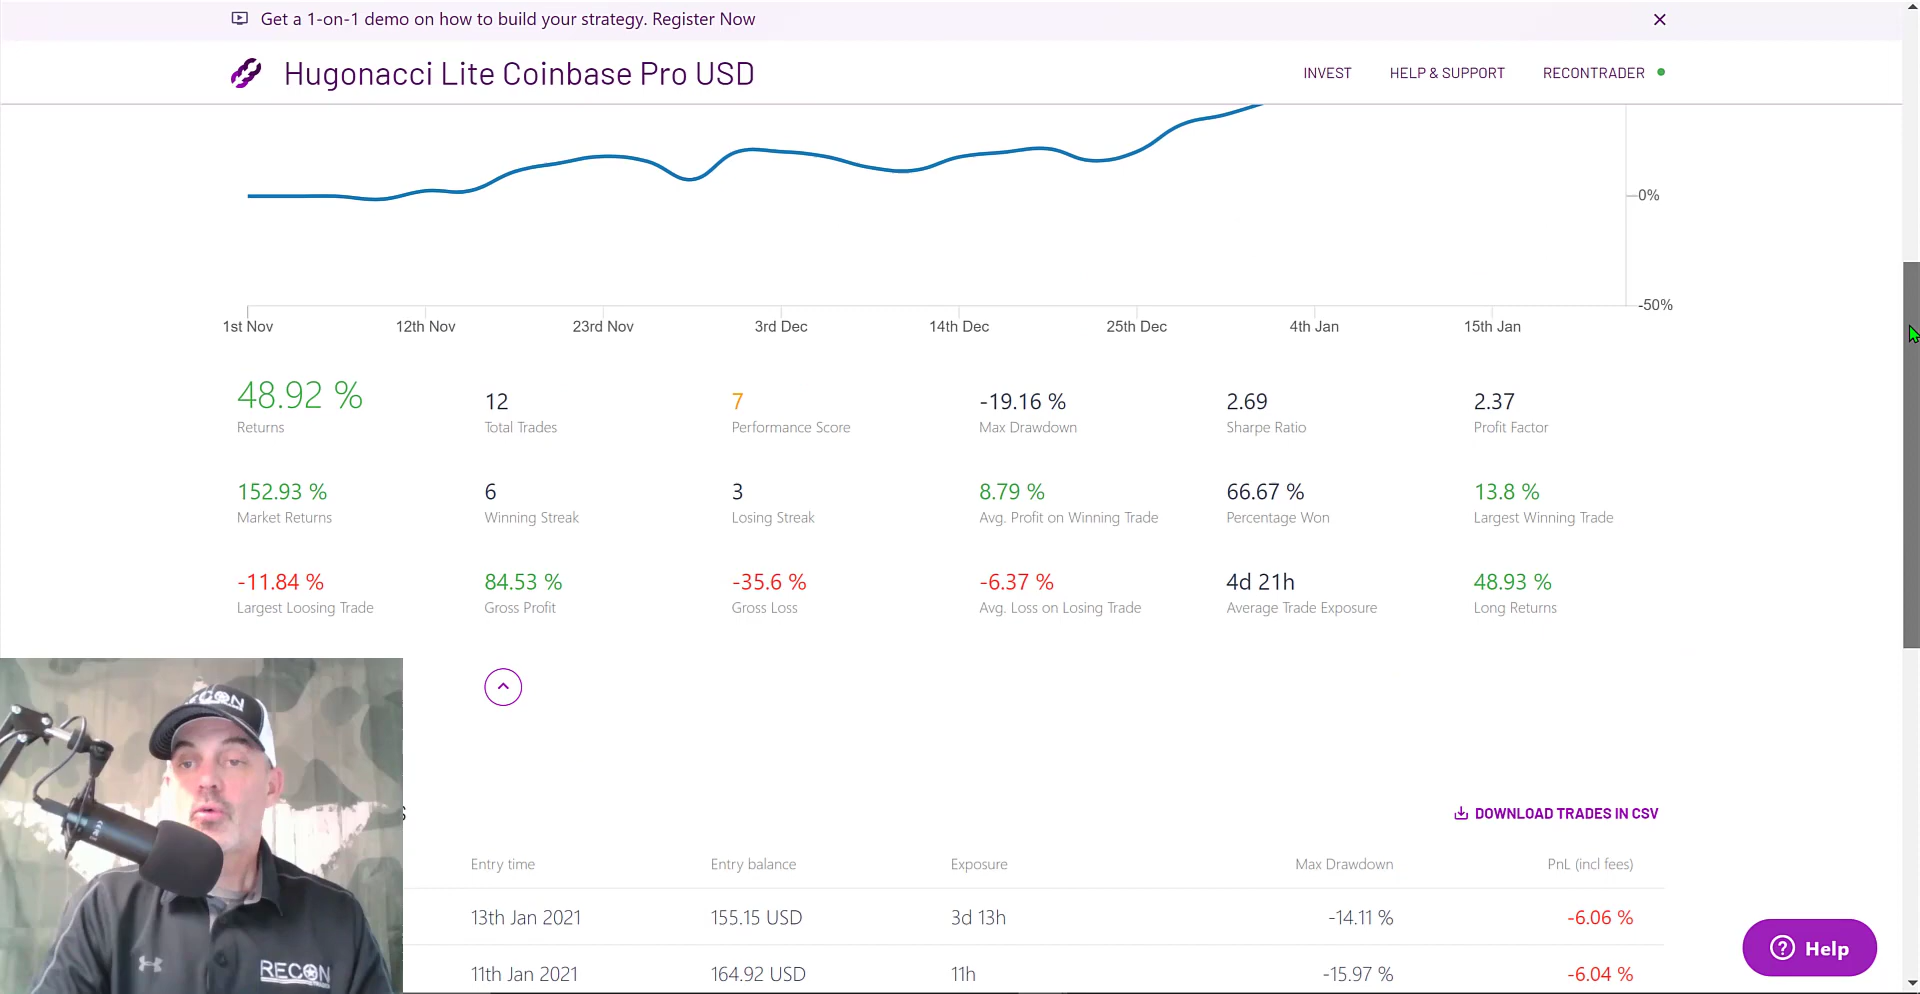 Get a 1-on-1 demo on how to build your strategy. Register Now
Hugonacci Lite Coinbase Pro USD
INVEST HELP & SUPPORT RECONTRADER
0%
-50%
1st Nov 12th Nov 23rd Nov 3rd Dec 14th Dec 25th Dec 4th Jan 15th Jan
48.92 % 12 7 -19.16 % 2.69 2.37
Returns Total Trades Performance Score Max Drawdown Sharpe Ratio Profit Factor
152.93 % 6 3 8.79 % 66.67 % 13.8 %
Market Returns Winning Streak Losing Streak Avg. Profit on Winning Trade Percentage Won Largest Winning Trade
-11.84 % 84.53 % -35.6 % -6.37 % 4d 21h 48.93 %
Largest Loosing Trade Gross Profit Gross Loss Avg. Loss on Losing Trade Average Trade Exposure Long Returns
DOWNLOAD TRADES IN CSV
Entry time Entry balance Exposure Max Drawdown PnL (incl fees)
13th Jan 2021 155.15 USD 3d 13h -14.11 % -6.06 %
11th Jan 2021 164.92 USD 11h -15.97 % -6.04 %
Help
RECON
RECON